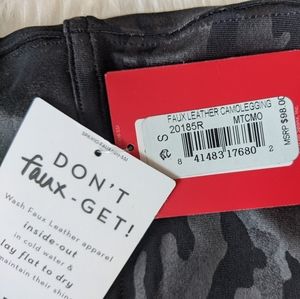 FAUX LEATHER CAMOLEGGING
20185R MTCMO
S
MSRP $98.00
8 41483 17680 2
DON'T
faux-GET!
Wash Faux Leather apparel
inside-out
in cold water &
lay flat to dry
maintain their